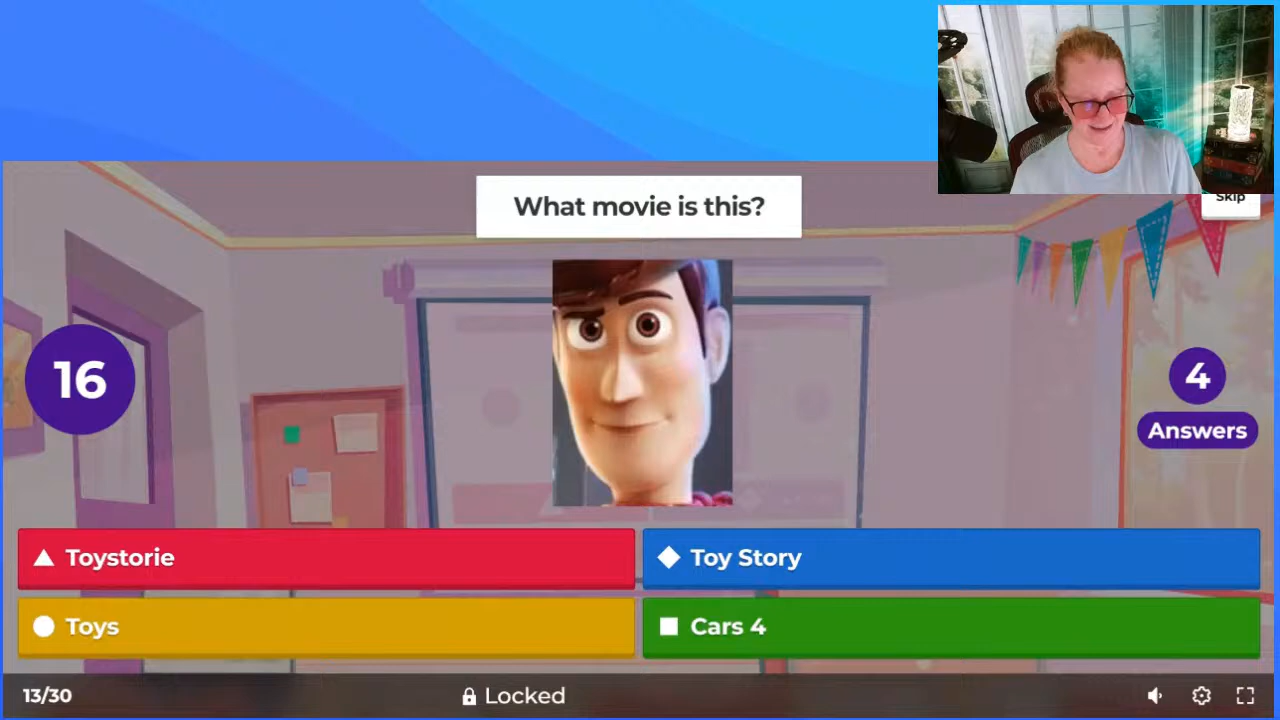 What movie is this?
Skip
16
4
Answers
Toystorie
Toy Story
Toys
Cars 4
13/30
Locked